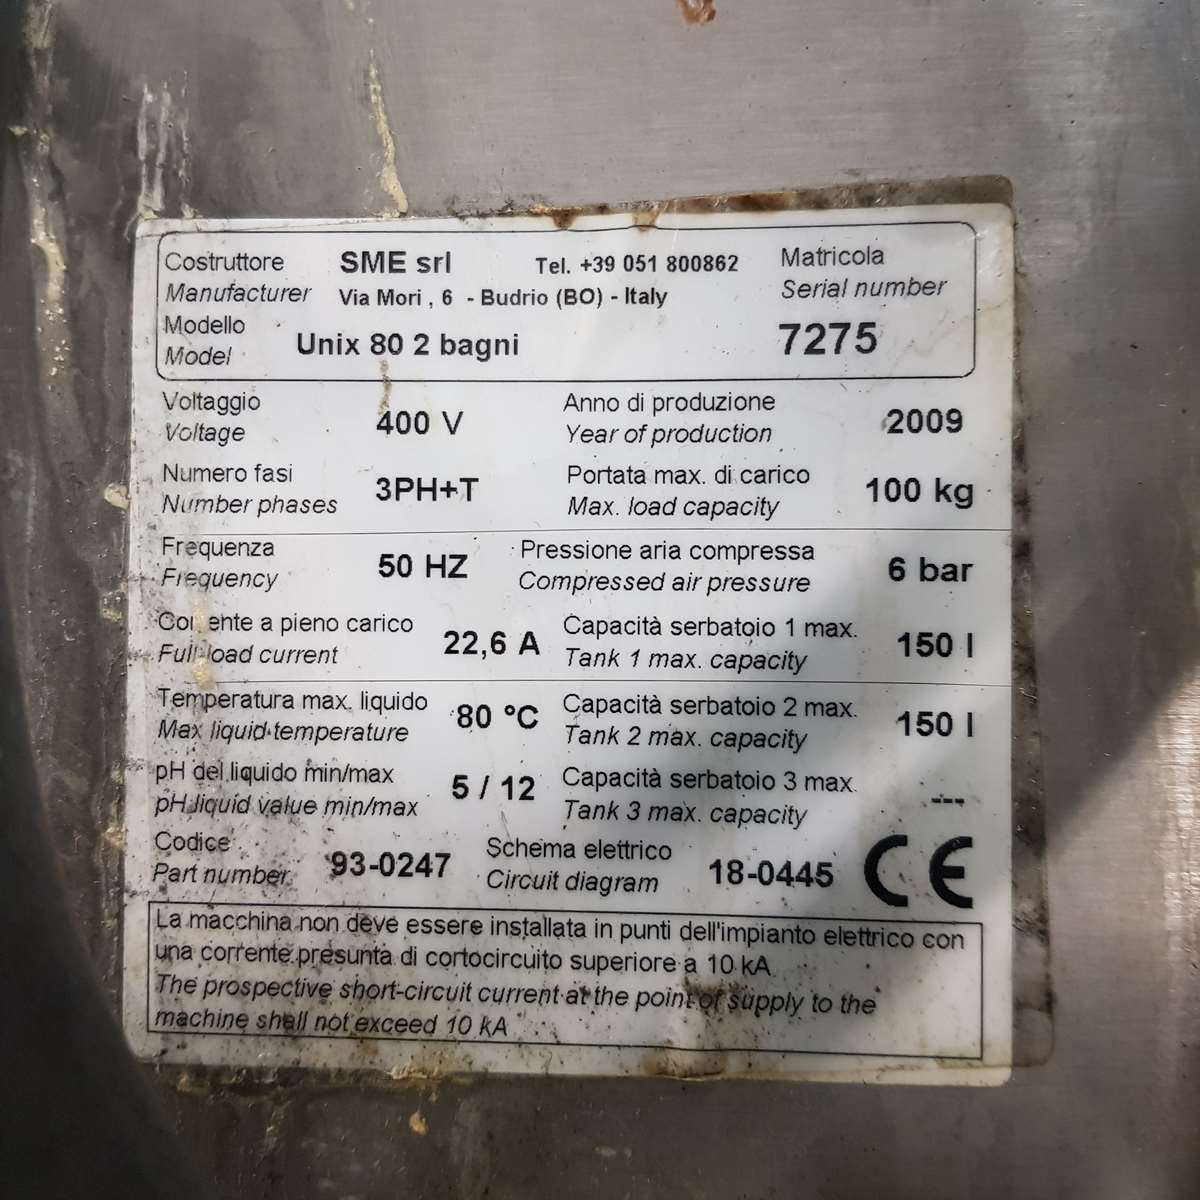 Costruttore SME srl Tel. +39 051 800862 Matricola
Manufacturer Via Mori , 6 - Budrio (BO) - Italy Serial number
Modello
Model Unix 80 2 bagni 7275
Voltaggio 400 V Anno di produzione 2009
Voltage Year of production
Numero fasi 3PH+T Portata max. di carico 100 kg
Number phases Max. load capacity
Frequenza 50 HZ Pressione aria compressa 6 bar
Frequency Compressed air pressure
Corrente a pieno carico 22,6 A Capacità serbatoio 1 max. 150 l
Full load current Tank 1 max. capacity
Temperatura max. liquido 80 °C Capacità serbatoio 2 max. 150 l
Max liquid temperature Tank 2 max. capacity
pH del liquido min/max 5 / 12 Capacità serbatoio 3 max. ---
pH liquid value min/max Tank 3 max. capacity
Codice 93-0247 Schema elettrico 18-0445 CE
Part number Circuit diagram
La macchina non deve essere installata in punti dell'impianto elettrico con
una corrente presunta di cortocircuito superiore a 10 kA
The prospective short-circuit current at the point of supply to the
machine shall not exceed 10 kA